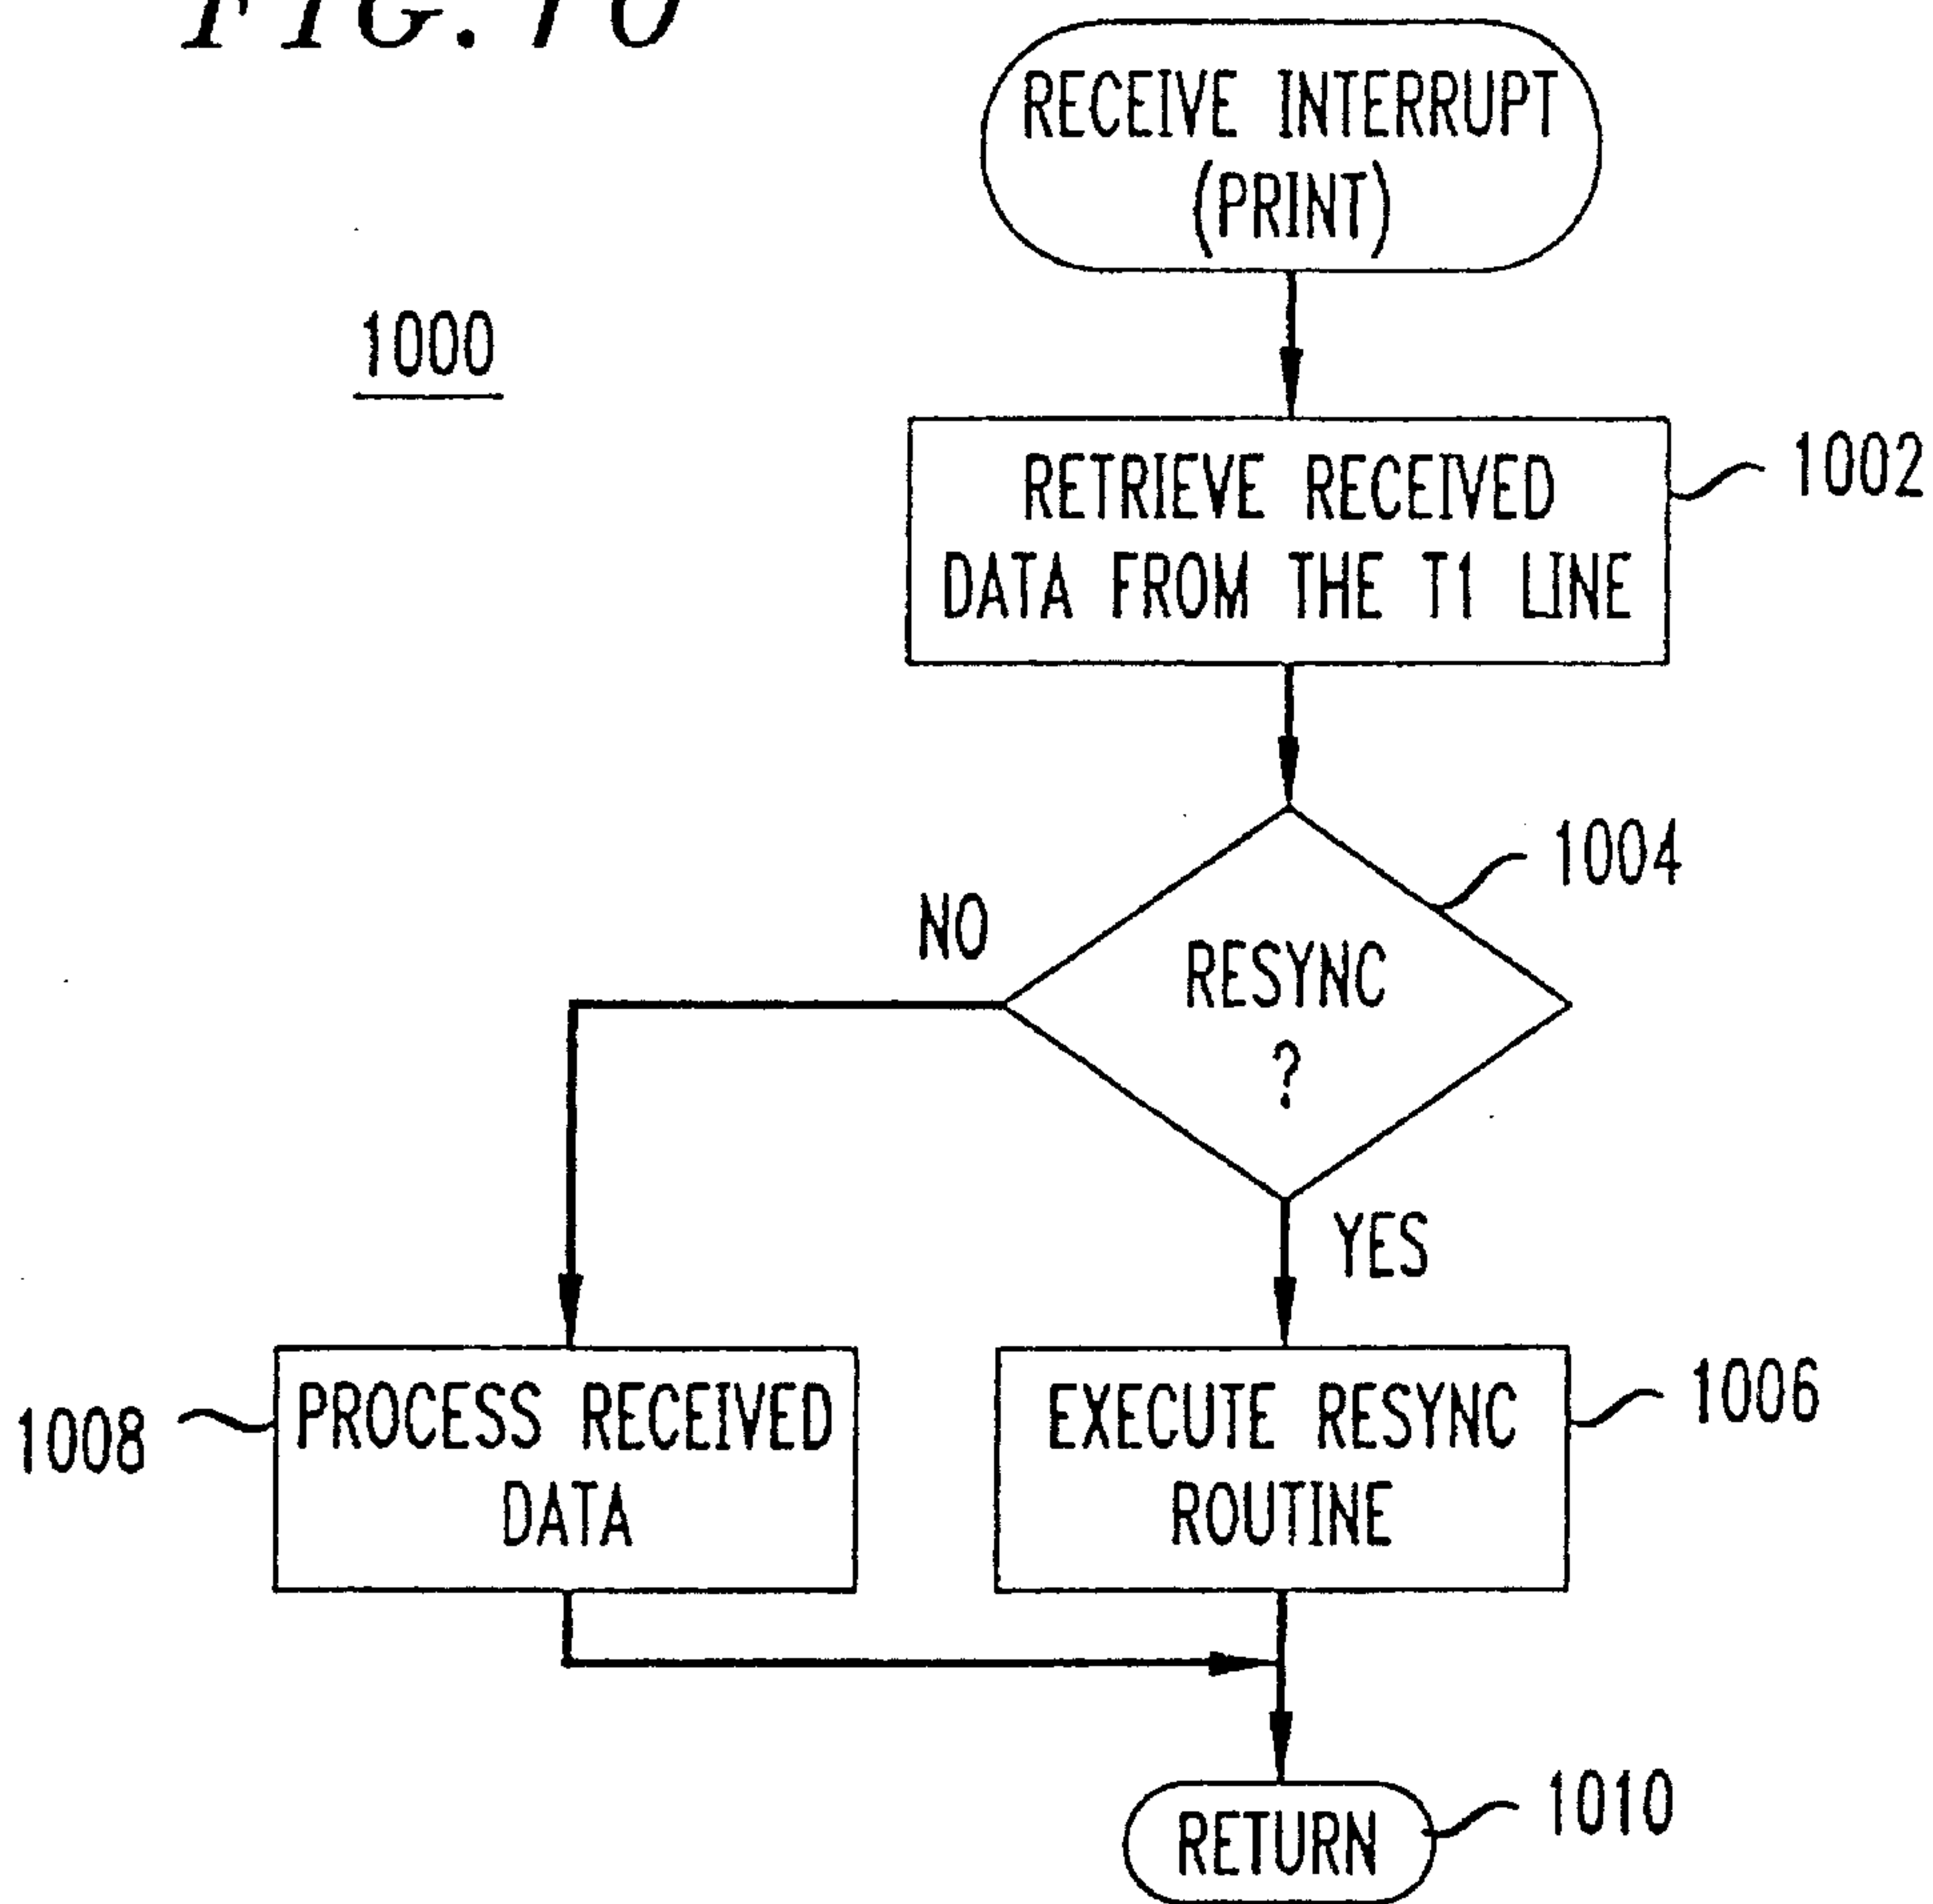 FIG. 10
RECEIVE INTERRUPT
(PRINT)
1000
RETRIEVE RECEIVED
DATA FROM THE T1 LINE
1002
1004
NO
RESYNC
?
YES
1008
PROCESS RECEIVED
DATA
EXECUTE RESYNC
ROUTINE
1006
RETURN
1010